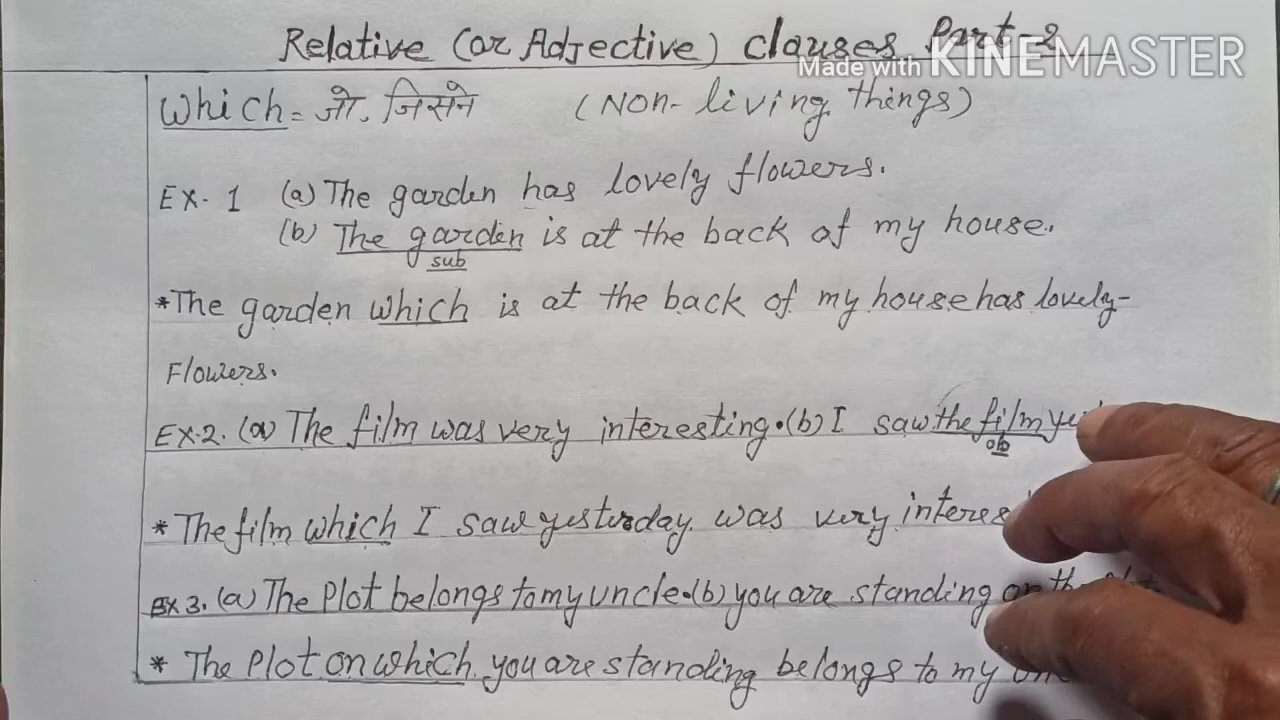 Relative (or Adjective) Clauses Part-2
Made with KINEMASTER
Which = जो, जिसने (Non-living things)
Ex. 1 (a) The garden has lovely flowers.
(b) The garden is at the back of my house.
sub
*The garden which is at the back of my house has lovely-
Flowers.
Ex.2. (a) The film was very interesting. (b) I saw the film
ob
* The film which I saw yesterday was very
Ex 3. (a) The Plot belongs to my uncle. (b) you are standing on
* The Plot on which you are standing belongs to my